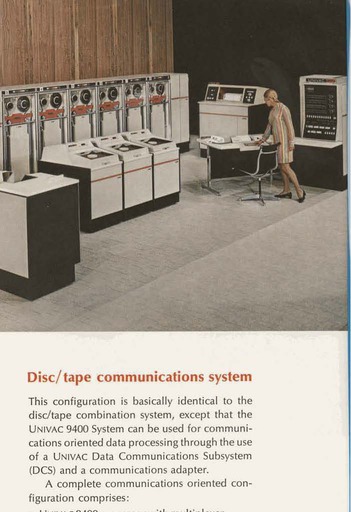 Disc/tape communications system
This configuration is basically identical to the
disc/tape combination system, except that the
UNIVAC 9400 System can be used for communi-
cations oriented data processing through the use
of a UNIVAC Data Communications Subsystem
(DCS) and a communications adapter.
A complete communications oriented con-
figuration comprises: